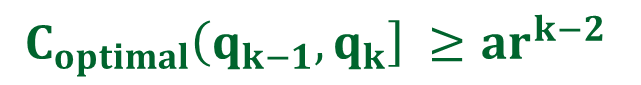 C_optimal(q_{k−1}, q_k] ≥ ar^{k−2}